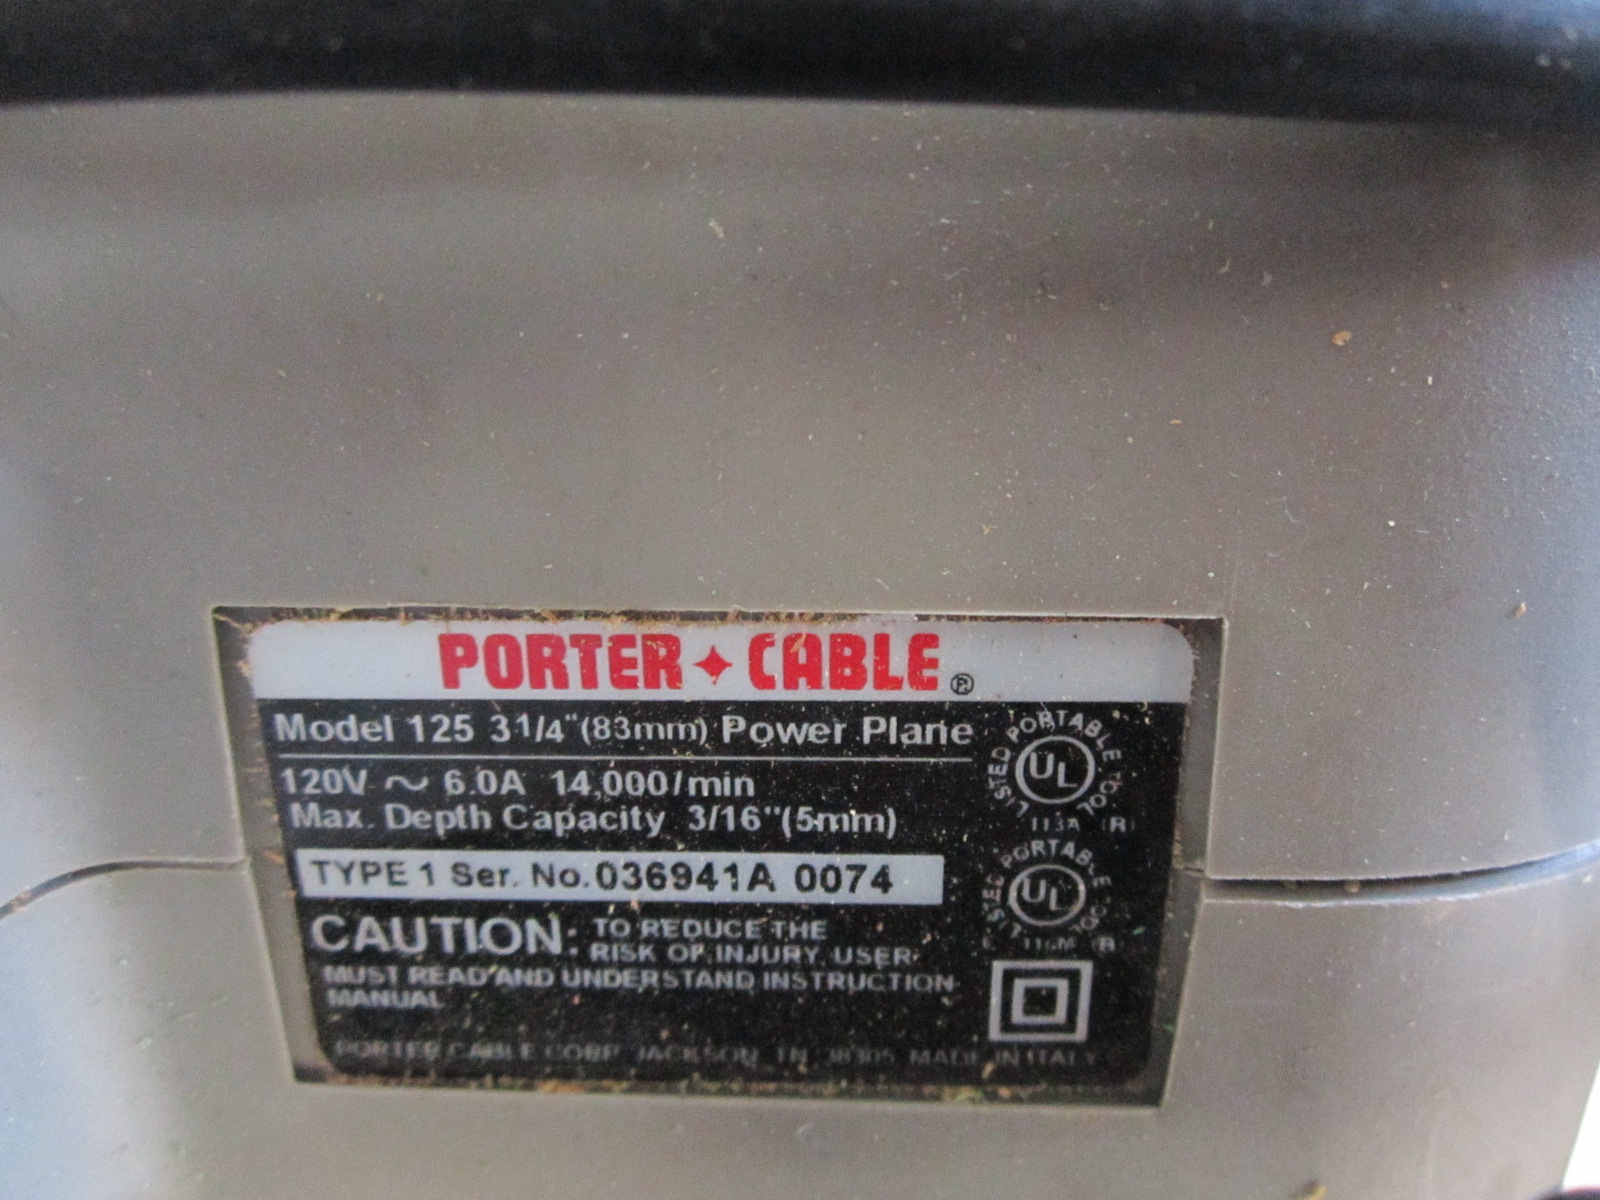 PORTER✦CABLE ®
Model 125 3 1/4"(83mm) Power Plane
120V ~ 6.0A 14,000/min
Max. Depth Capacity 3/16"(5mm)
TYPE 1 Ser. No. 036941A 0074
CAUTION: TO REDUCE THE
RISK OF INJURY, USER
MUST READ AND UNDERSTAND INSTRUCTION
MANUAL
PORTER CABLE CORP. JACKSON, TN 38305 MADE IN ITALY
LISTED PORTABLE TOOL
UL
113A (R)
LISTED PORTABLE TOOL
UL
(R)